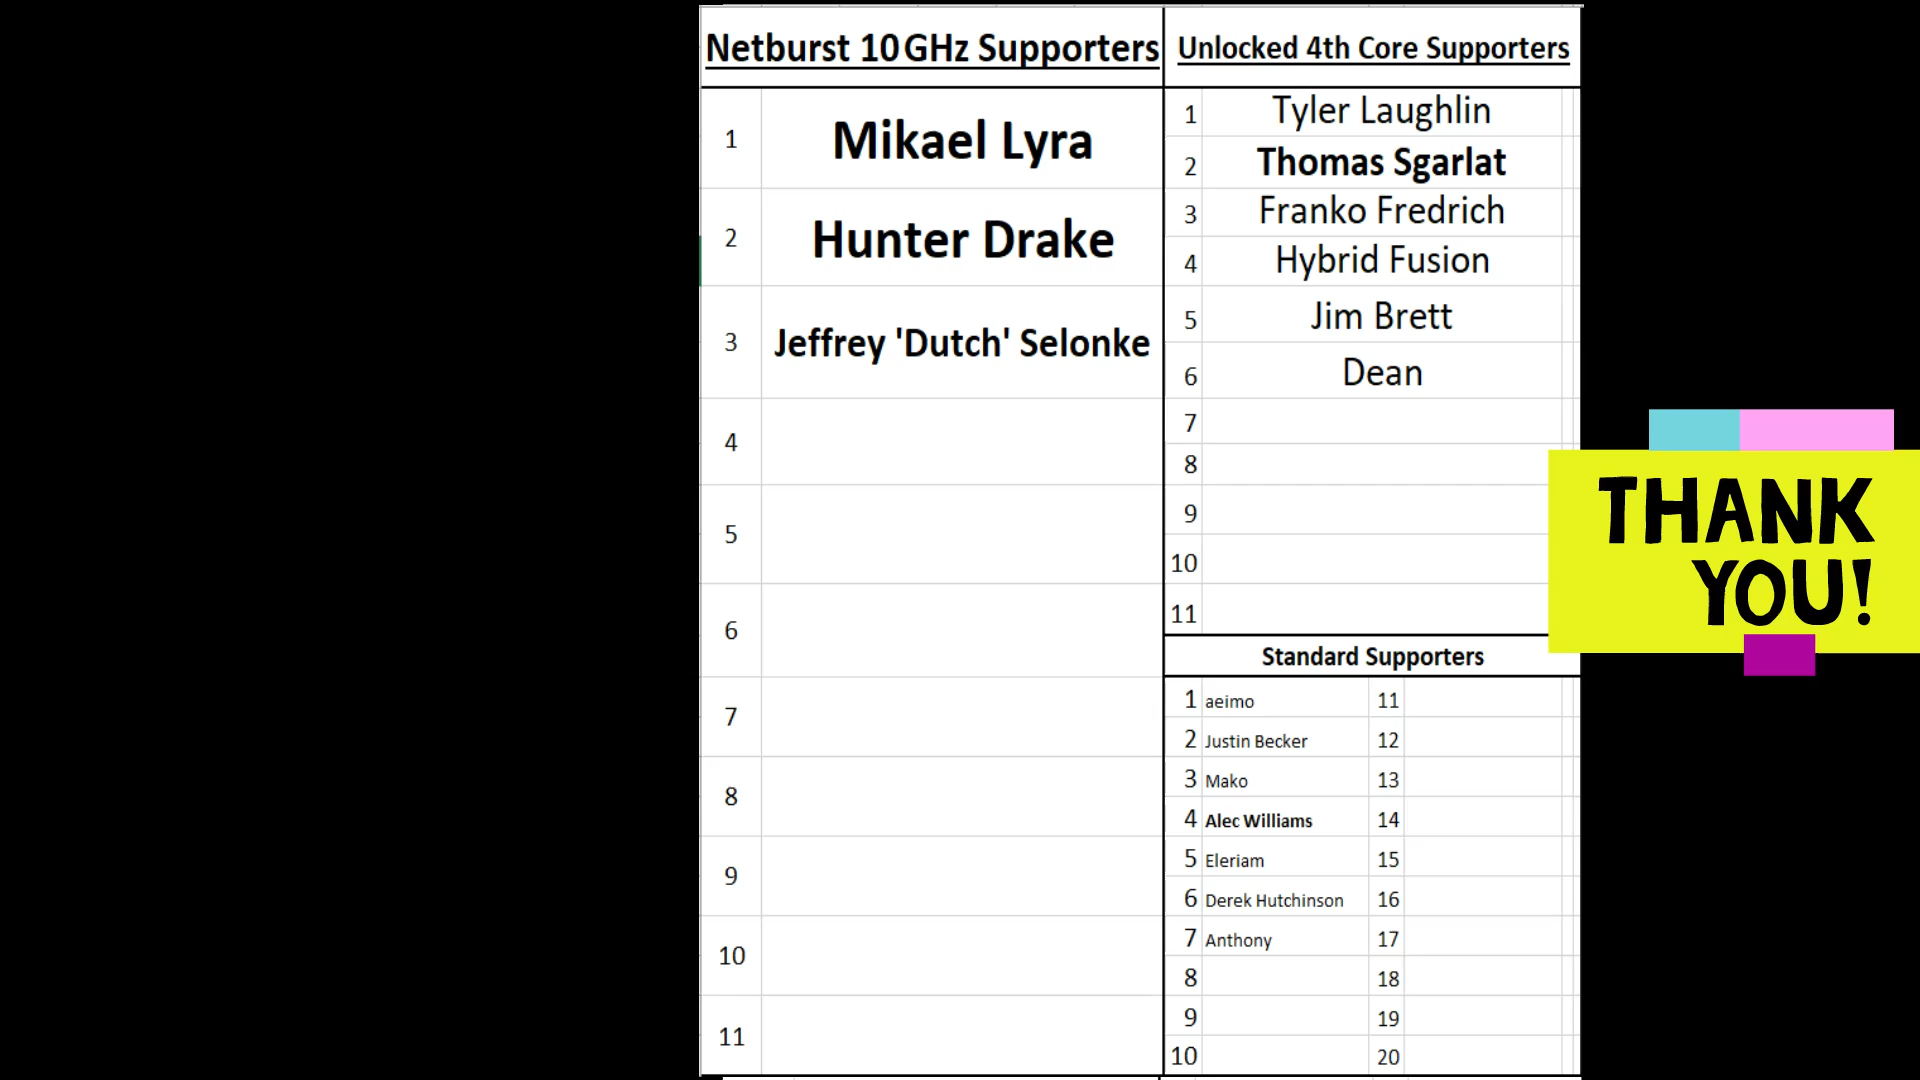 Netburst 10GHz Supporters
1 Mikael Lyra
2 Hunter Drake
3 Jeffrey 'Dutch' Selonke
4
5
6
7
8
9
10
11
Unlocked 4th Core Supporters
1 Tyler Laughlin
2 Thomas Sgarlat
3 Franko Fredrich
4 Hybrid Fusion
5 Jim Brett
6 Dean
7
8
9
10
11
Standard Supporters
1 aeimo 11
2 Justin Becker 12
3 Mako 13
4 Alec Williams 14
5 Eleriam 15
6 Derek Hutchinson 16
7 Anthony 17
8 18
9 19
10 20
THANK
YOU!